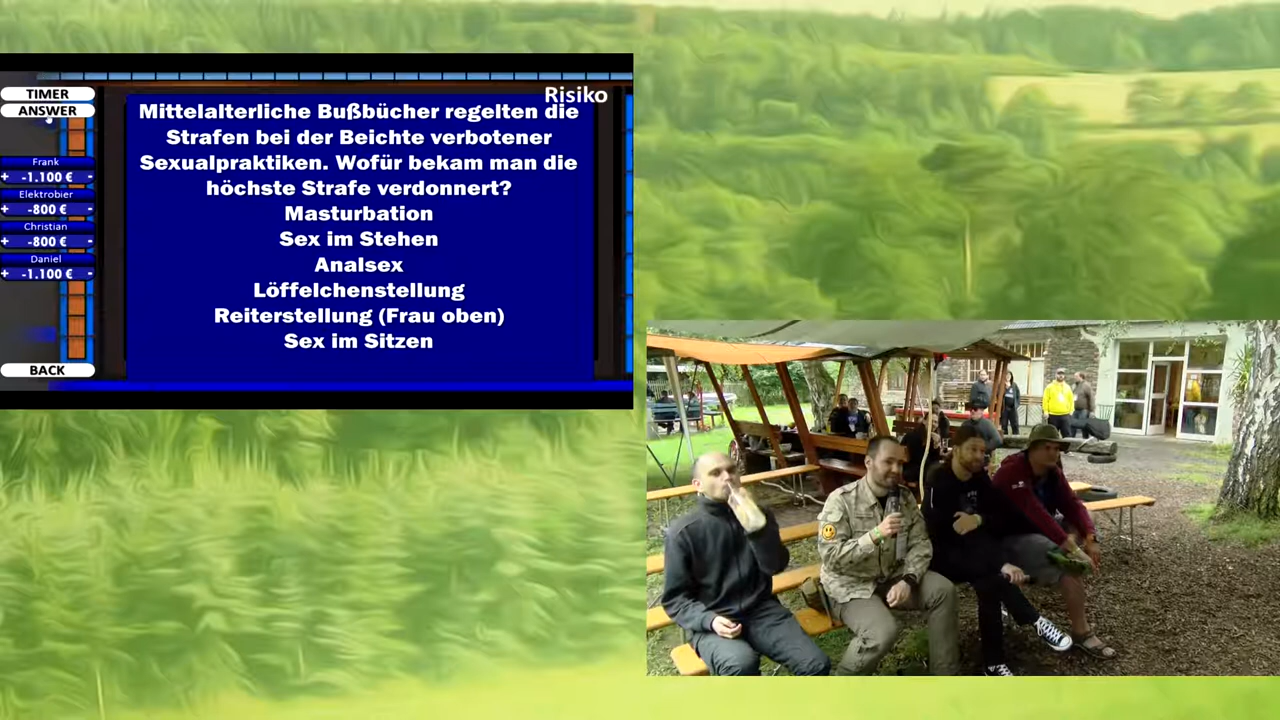 Risiko
TIMER
ANSWER
Frank
+ -1.100 € -
Elektrobier
+ -800 € -
Christian
+ -800 € -
Daniel
+ -1.100 € -
BACK
Mittelalterliche Bußbücher regelten die
Strafen bei der Beichte verbotener
Sexualpraktiken. Wofür bekam man die
höchste Strafe verdonnert?
Masturbation
Sex im Stehen
Analsex
Löffelchenstellung
Reiterstellung (Frau oben)
Sex im Sitzen